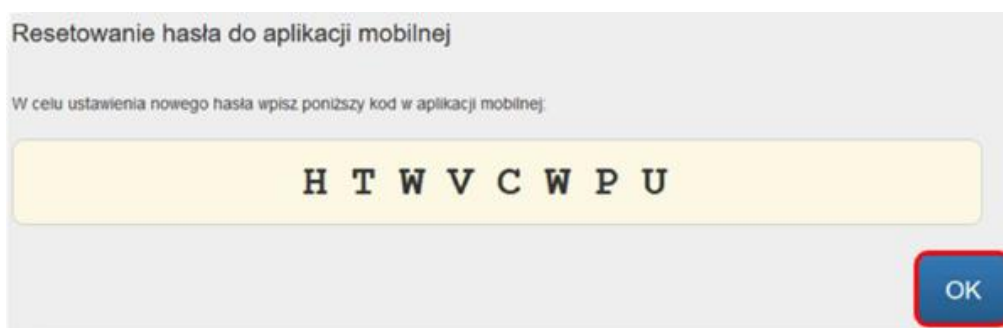 Resetowanie hasła do aplikacji mobilnej
W celu ustawienia nowego hasła wpisz poniższy kod w aplikacji mobilnej:
H T W V C W P U
OK